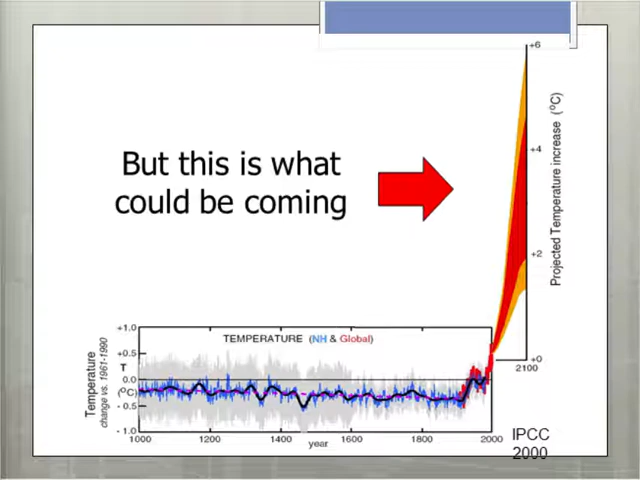 +6
+4
+2
+0
2100
Projected Temperature increase (°C)
But this is what
could be coming
TEMPERATURE (NH & Global)
+1.0
+0.5
T
0.0
(°C)
- 0.5
- 1.0
Temperature
change vs. 1961-1990
1000
1200
1400
1600
1800
2000
year
IPCC
2000